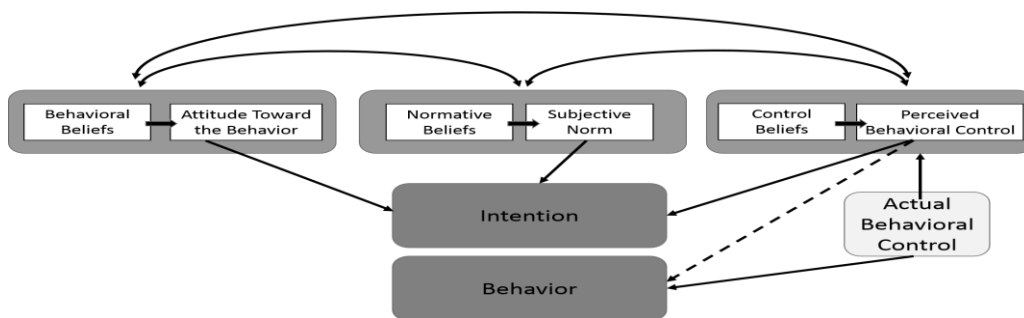 Behavioral
Beliefs
Attitude Toward
the Behavior
Normative
Beliefs
Subjective
Norm
Control
Beliefs
Perceived
Behavioral Control
Intention
Actual
Behavioral
Control
Behavior